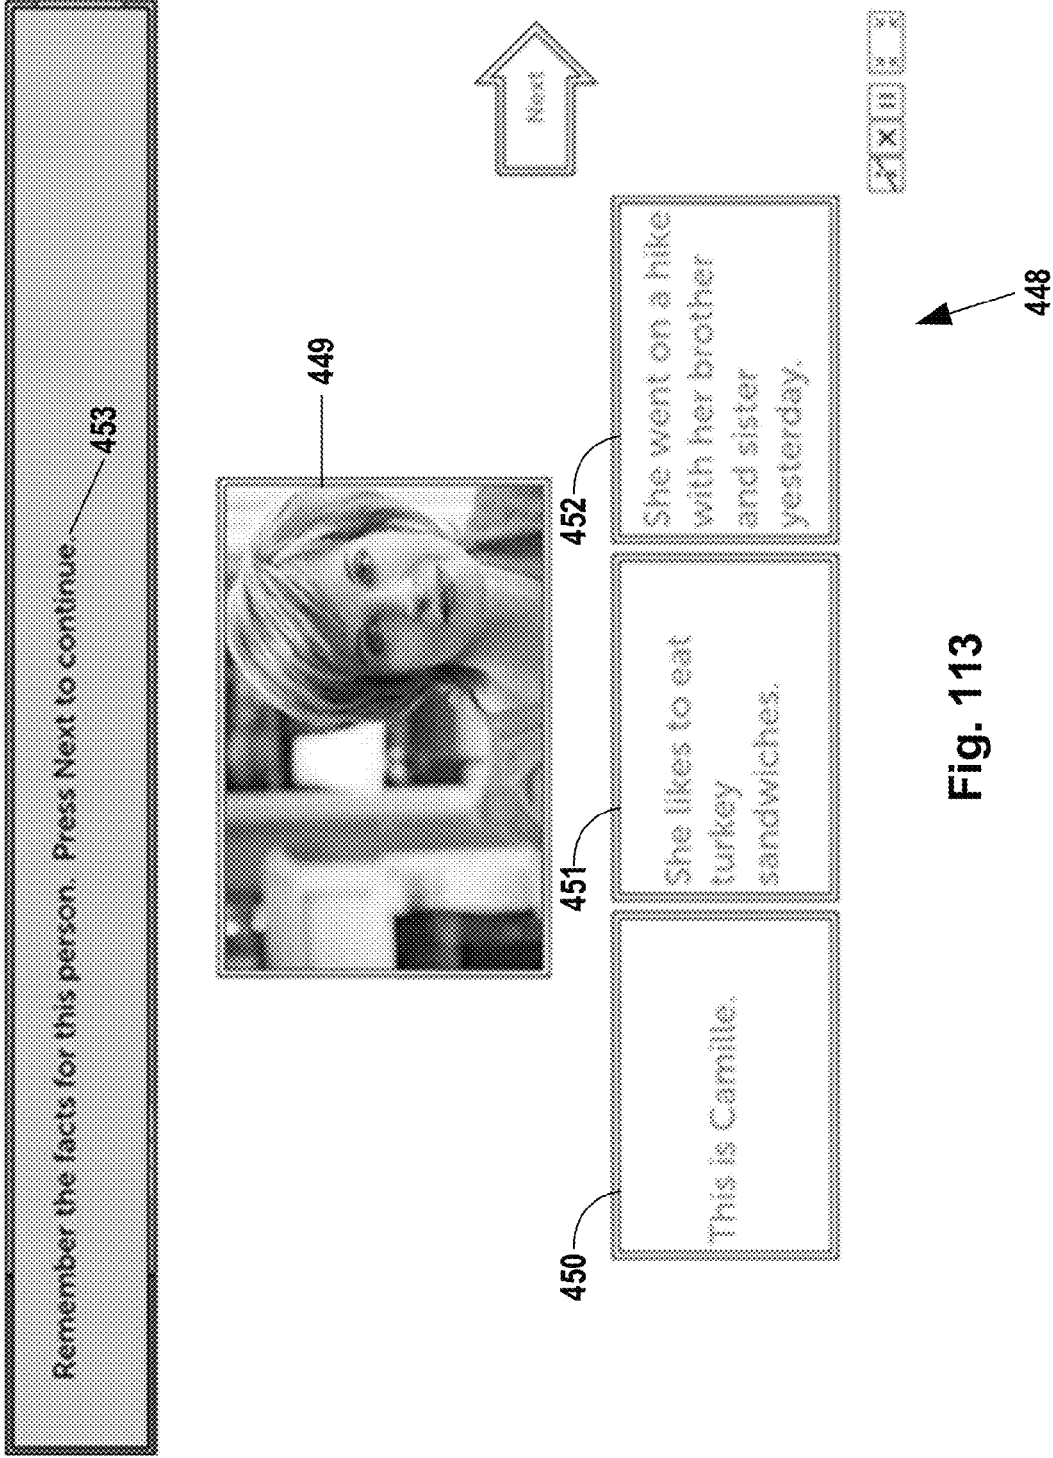 Remember the facts for this person. Press Next to continue.
453
449
Next
450
451
452
This is Camille.
She likes to eat
turkey
sandwiches.
She went on a hike
with her brother
and sister
yesterday.
448
Fig. 113